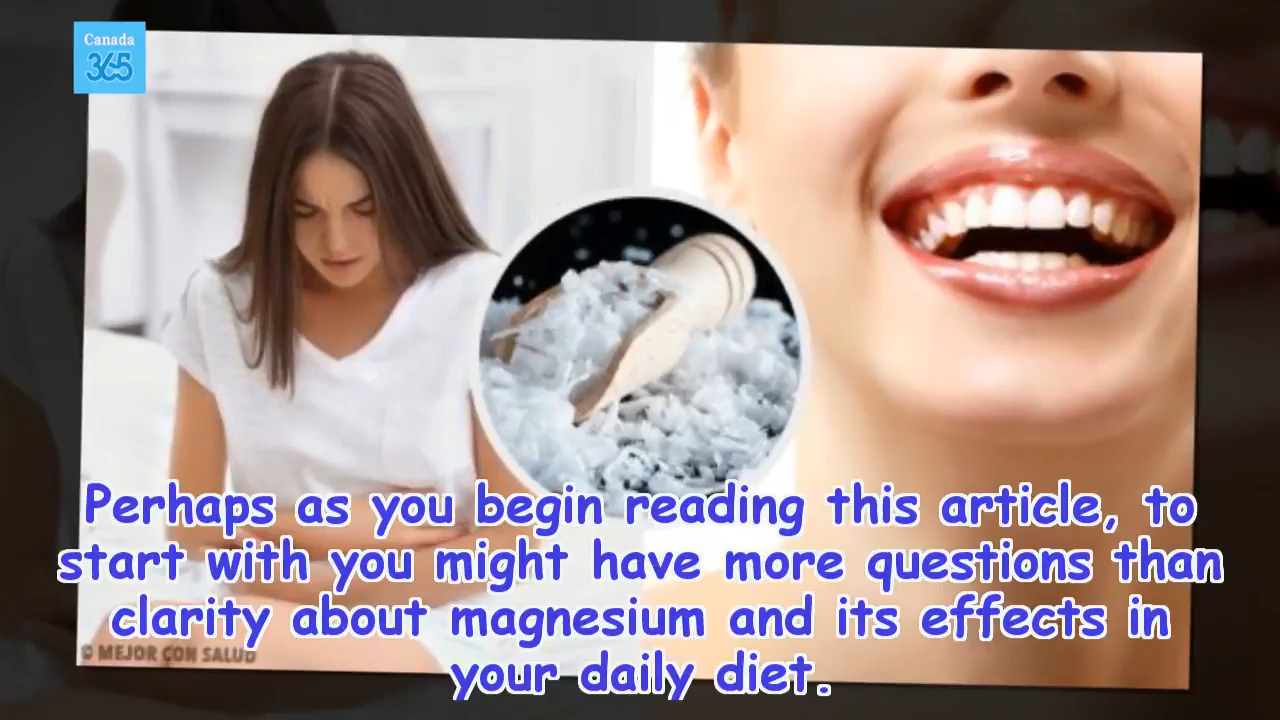 Canada
365
Perhaps as you begin reading this article, to
start with you might have more questions than
clarity about magnesium and its effects in
© MEJOR CON SALUD
your daily diet.